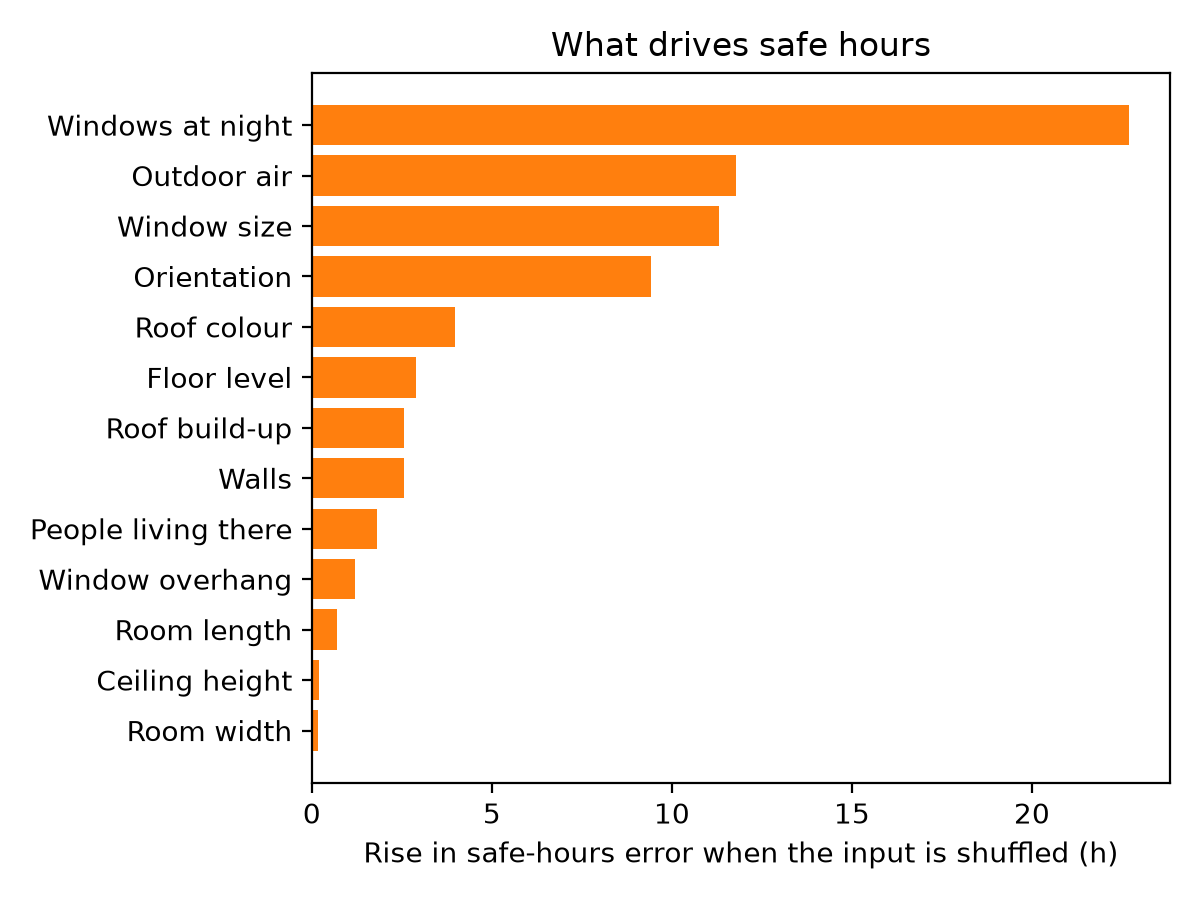 What drives safe hours
Windows at night
Outdoor air
Window size
Orientation
Roof colour
Floor level
Roof build-up
Walls
People living there
Window overhang
Room length
Ceiling height
Room width
0 5 10 15 20
Rise in safe-hours error when the input is shuffled (h)